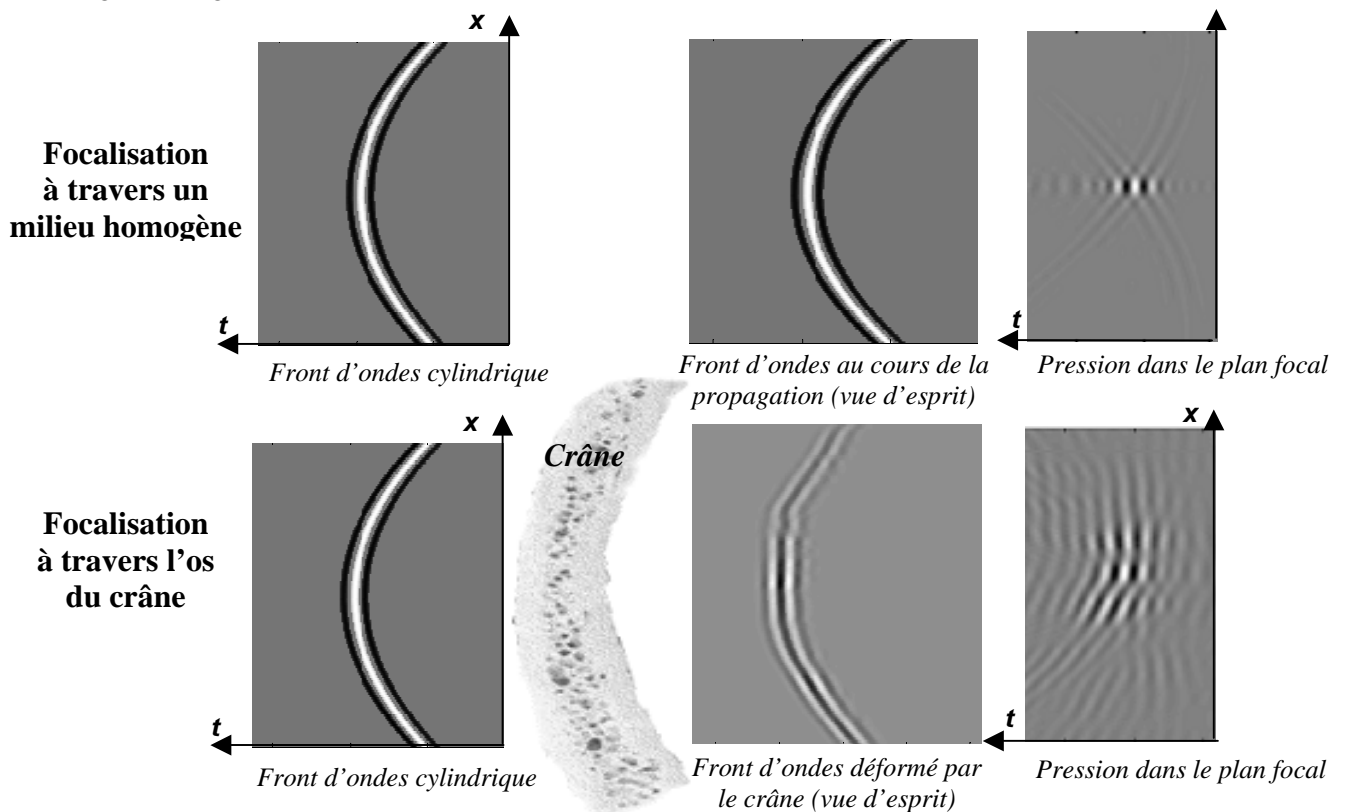 x
Focalisation
à travers un
milieu homogène
t
t
Front d'ondes cylindrique
Front d'ondes au cours de la
propagation (vue d'esprit)
Pression dans le plan focal
x
x
Crâne
Focalisation
à travers l'os
du crâne
t
t
Front d'ondes cylindrique
Front d'ondes déformé par
le crâne (vue d'esprit)
Pression dans le plan focal